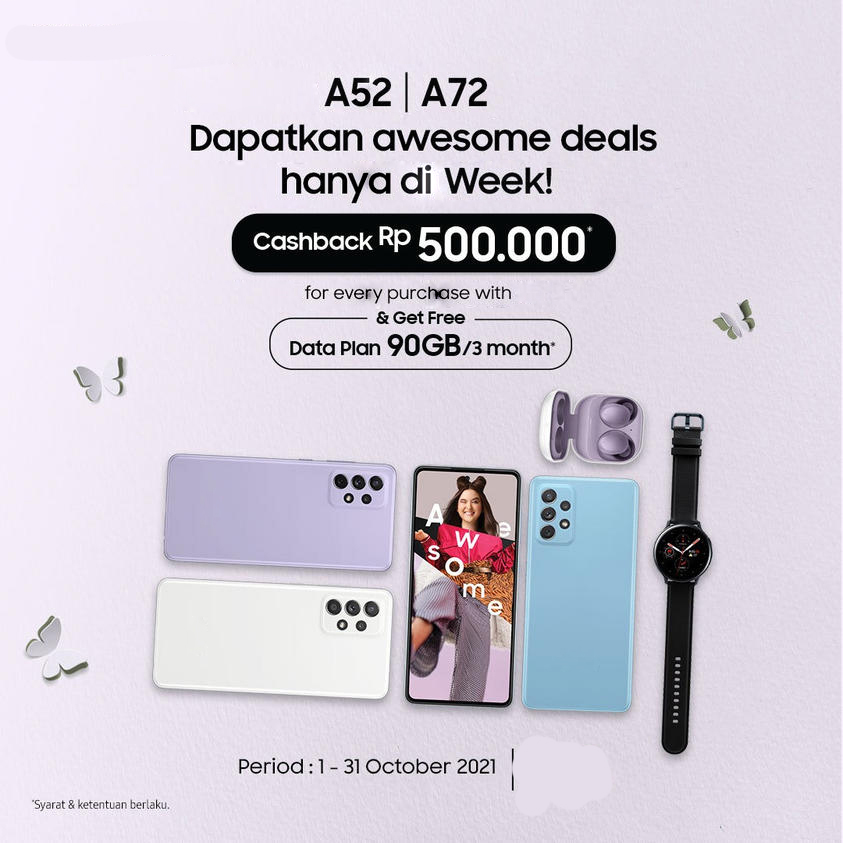 A52 | A72
Dapatkan awesome deals
hanya di Week!
Cashback Rp 500.000*
for every purchase with
& Get Free
Data Plan 90GB/3 month*
A
w e
s
o
m
e
Period : 1 - 31 October 2021
*Syarat & ketentuan berlaku.